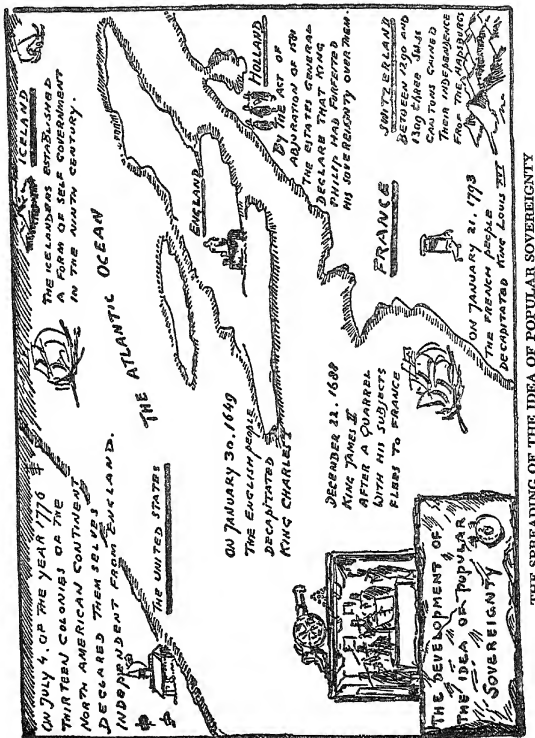 ON JULY 4. OF THE YEAR 1776
THIRTEEN COLONIES OF THE
NORTH AMERICAN CONTINENT
DECLARED THEMSELVES
INDEPENDENT FROM ENGLAND.
THE UNITED STATES
THE ATLANTIC OCEAN
ICELAND
THE ICELANDERS ESTABLISHED
A FORM OF SELF GOVERNMENT
IN THE NINTH CENTURY.
ENGLAND
ON JANUARY 30. 1649
THE ENGLISH PEOPLE
DECAPITATED
KING CHARLES I
HOLLAND
BY THE ACT OF
ABJURATION OF 1581
THE ESTATES GENERAL
DECLARE THAT KING
PHILIP HAD FORFEITED
HIS SOVEREIGNTY OVER THEM.
DECEMBER 22. 1688
KING JAMES II
AFTER A QUARREL
WITH HIS SUBJECTS
FLEES TO FRANCE
FRANCE
ON JANUARY 21. 1793
THE FRENCH PEOPLE
DECAPITATED KING LOUIS XVI
SWITZERLAND
BETWEEN 1290 AND
1309 THREE SWISS
CANTONS GAINED
THEIR INDEPENDENCE
FROM THE HABSBURGS
THE DEVELOPMENT OF
THE IDEA OF POPULAR
SOVEREIGNTY
THE SPREADING OF THE IDEA OF POPULAR SOVEREIGNTY